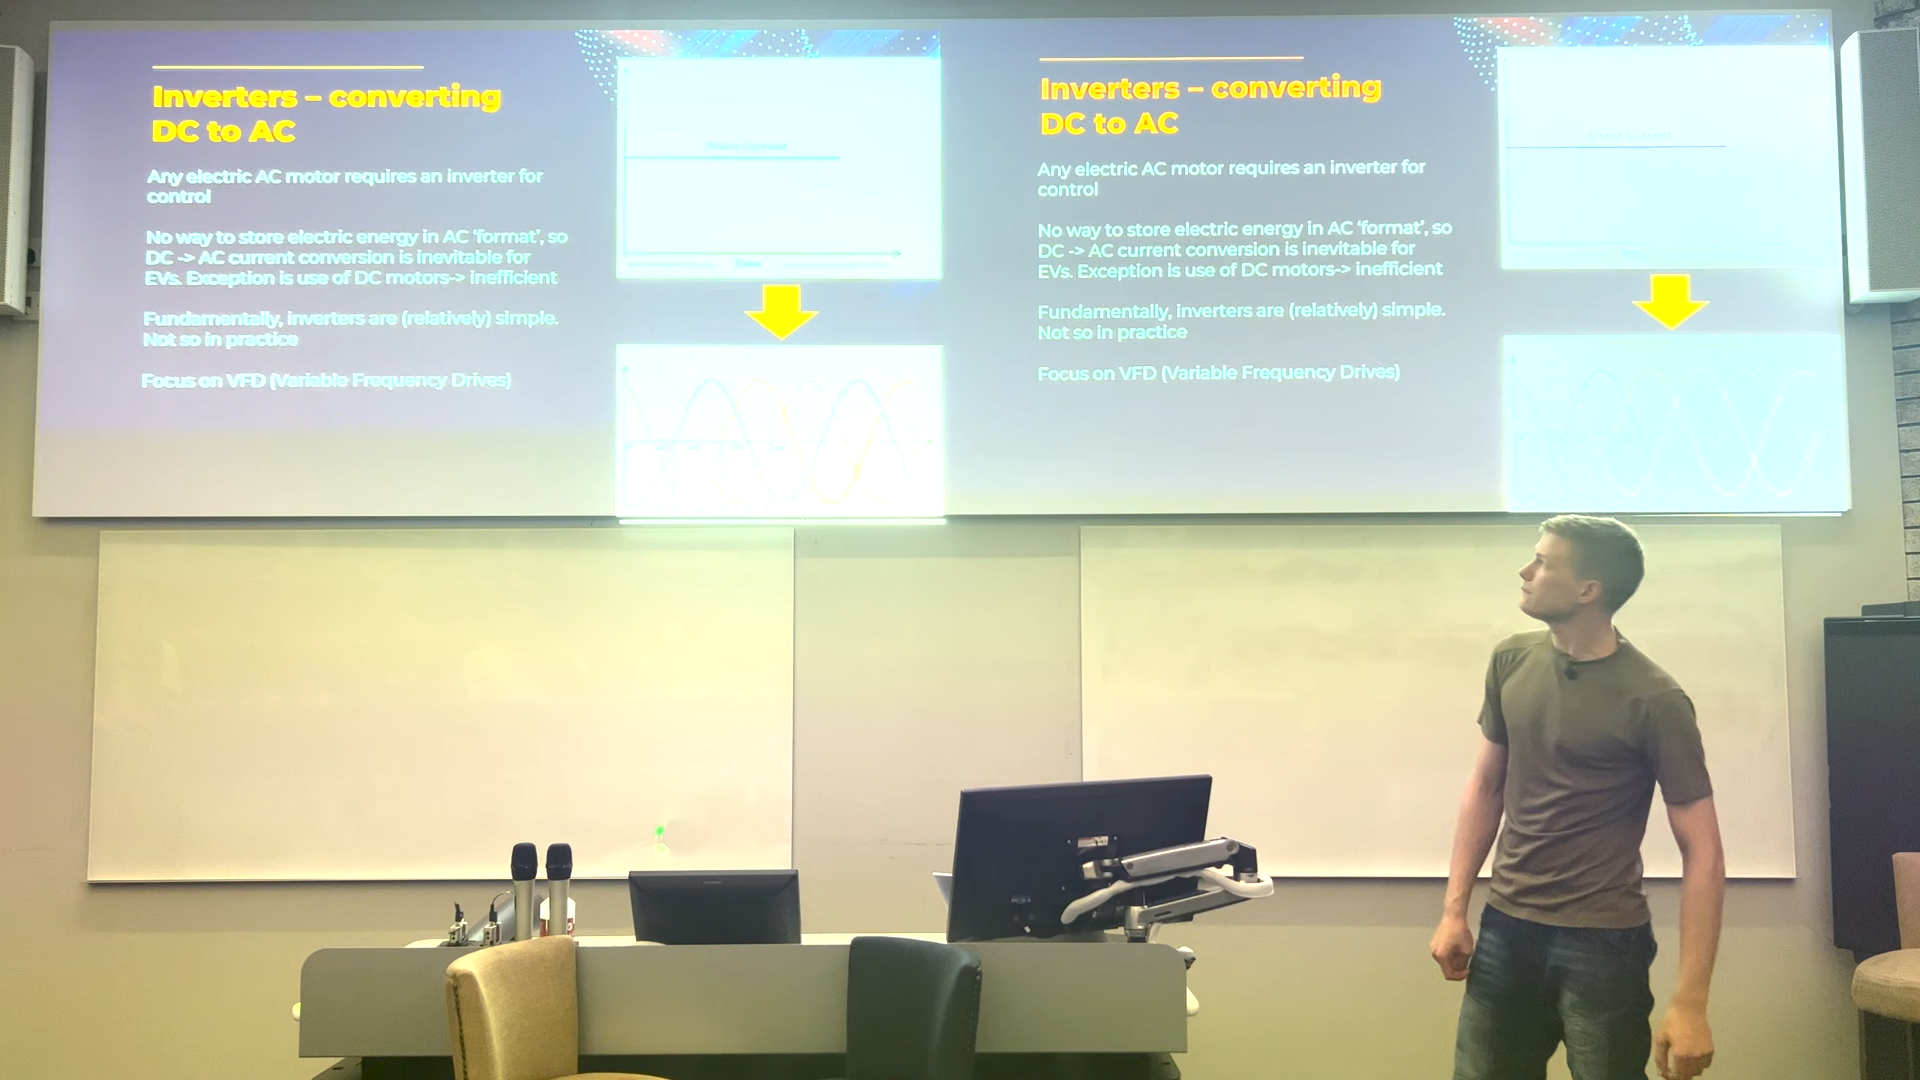 Inverters – converting
DC to AC
Any electric AC motor requires an inverter for
control
No way to store electric energy in AC ‘format’, so
DC -> AC current conversion is inevitable for
EVs. Exception is use of DC motors-> inefficient
Fundamentally, inverters are (relatively) simple.
Not so in practice
Focus on VFD (Variable Frequency Drives)
Direct Current
Time
Inverters – converting
DC to AC
Any electric AC motor requires an inverter for
control
No way to store electric energy in AC ‘format’, so
DC -> AC current conversion is inevitable for
EVs. Exception is use of DC motors-> inefficient
Fundamentally, inverters are (relatively) simple.
Not so in practice
Focus on VFD (Variable Frequency Drives)